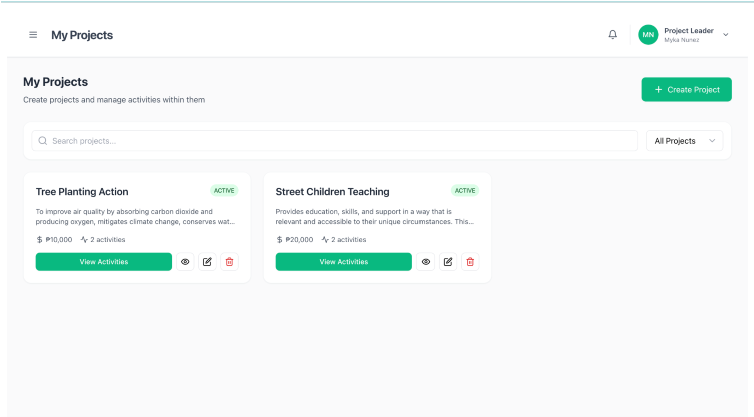 My Projects
MN
Project Leader
Myka Nunez
My Projects
Create projects and manage activities within them
+ Create Project
Search projects...
All Projects
Tree Planting Action
ACTIVE
To improve air quality by absorbing carbon dioxide and
producing oxygen, mitigates climate change, conserves wat...
$ ₱10,000
2 activities
View Activities
Street Children Teaching
ACTIVE
Provides education, skills, and support in a way that is
relevant and accessible to their unique circumstances. This...
$ ₱20,000
2 activities
View Activities